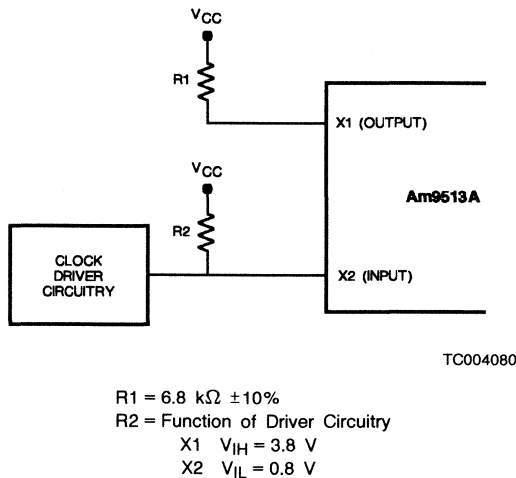 VCC
R1
X1 (OUTPUT)
VCC
Am9513A
R2
CLOCK
DRIVER
CIRCUITRY
X2 (INPUT)
TC004080
R1 = 6.8 kΩ ±10%
R2 = Function of Driver Circuitry
X1 VIH = 3.8 V
X2 VIL = 0.8 V